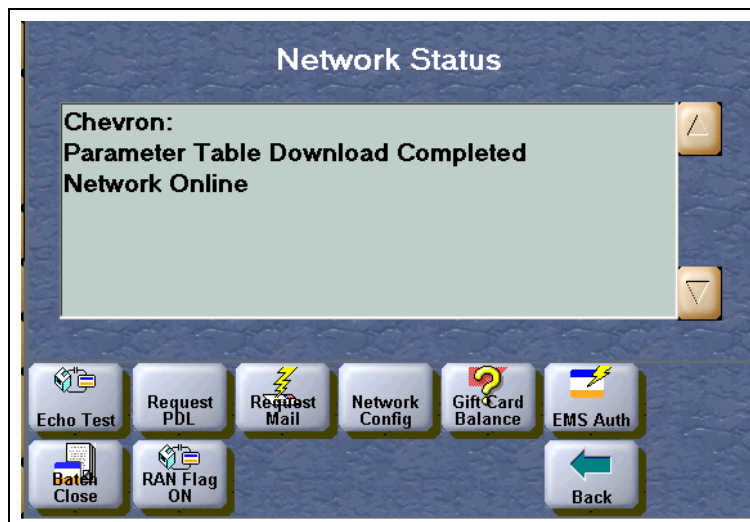 Network Status
Chevron:
Parameter Table Download Completed
Network Online
Echo Test
Request
PDL
Request
Mail
Network
Config
Gift Card
Balance
EMS Auth
Batch
Close
RAN Flag
ON
Back